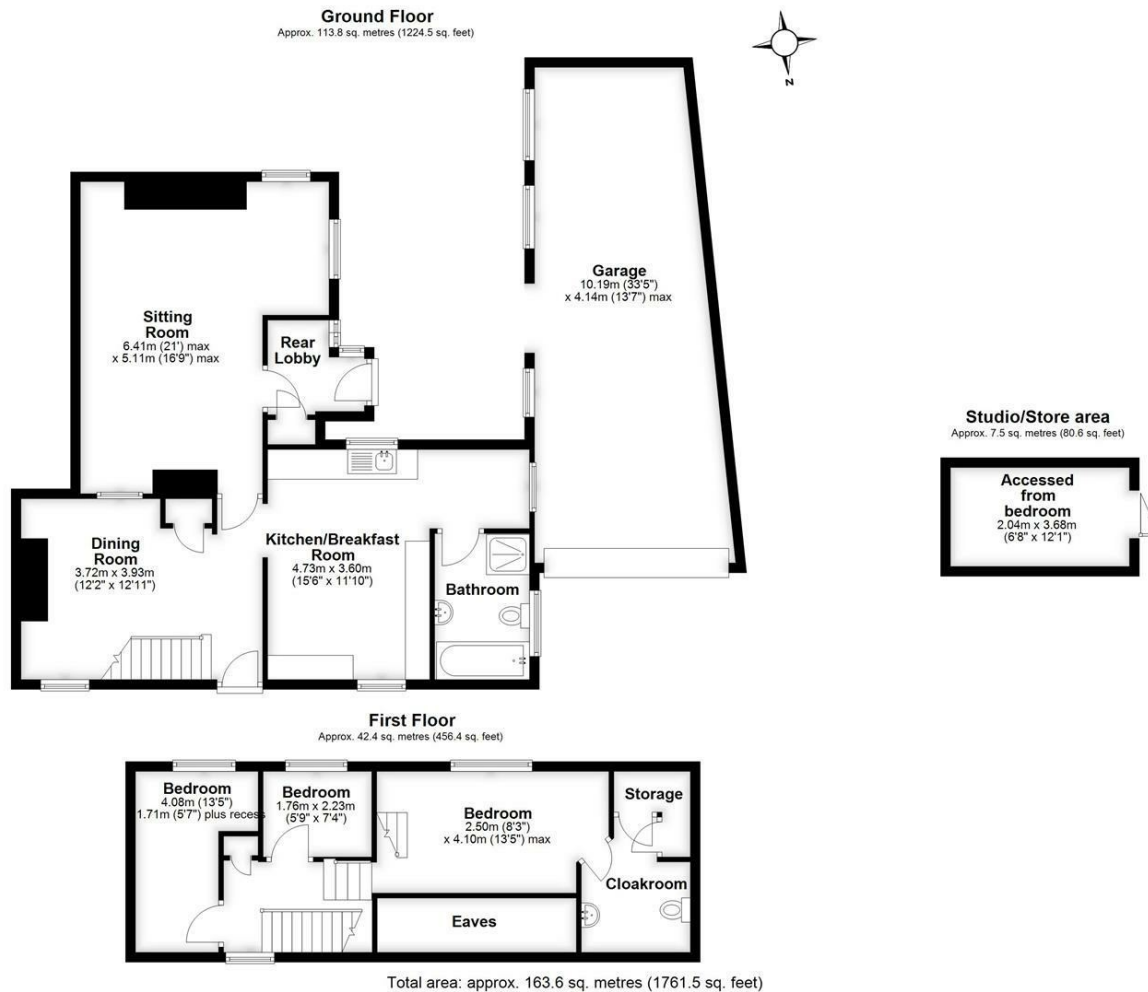 Ground Floor
Approx. 113.8 sq. metres (1224.5 sq. feet)
N
Garage
10.19m (33'5")
x 4.14m (13'7") max
Sitting
Room
6.41m (21') max
x 5.11m (16'9") max
Rear
Lobby
Studio/Store area
Approx. 7.5 sq. metres (80.6 sq. feet)
Accessed
from
bedroom
2.04m x 3.68m
(6'8" x 12'1")
Dining
Room
3.72m x 3.93m
(12'2" x 12'11")
Kitchen/Breakfast
Room
4.73m x 3.60m
(15'6" x 11'10")
Bathroom
First Floor
Approx. 42.4 sq. metres (456.4 sq. feet)
Bedroom
4.08m (13'5")
1.71m (5'7") plus recess
Bedroom
1.76m x 2.23m
(5'9" x 7'4")
Bedroom
2.50m (8'3")
x 4.10m (13'5") max
Storage
Cloakroom
Eaves
Total area: approx. 163.6 sq. metres (1761.5 sq. feet)